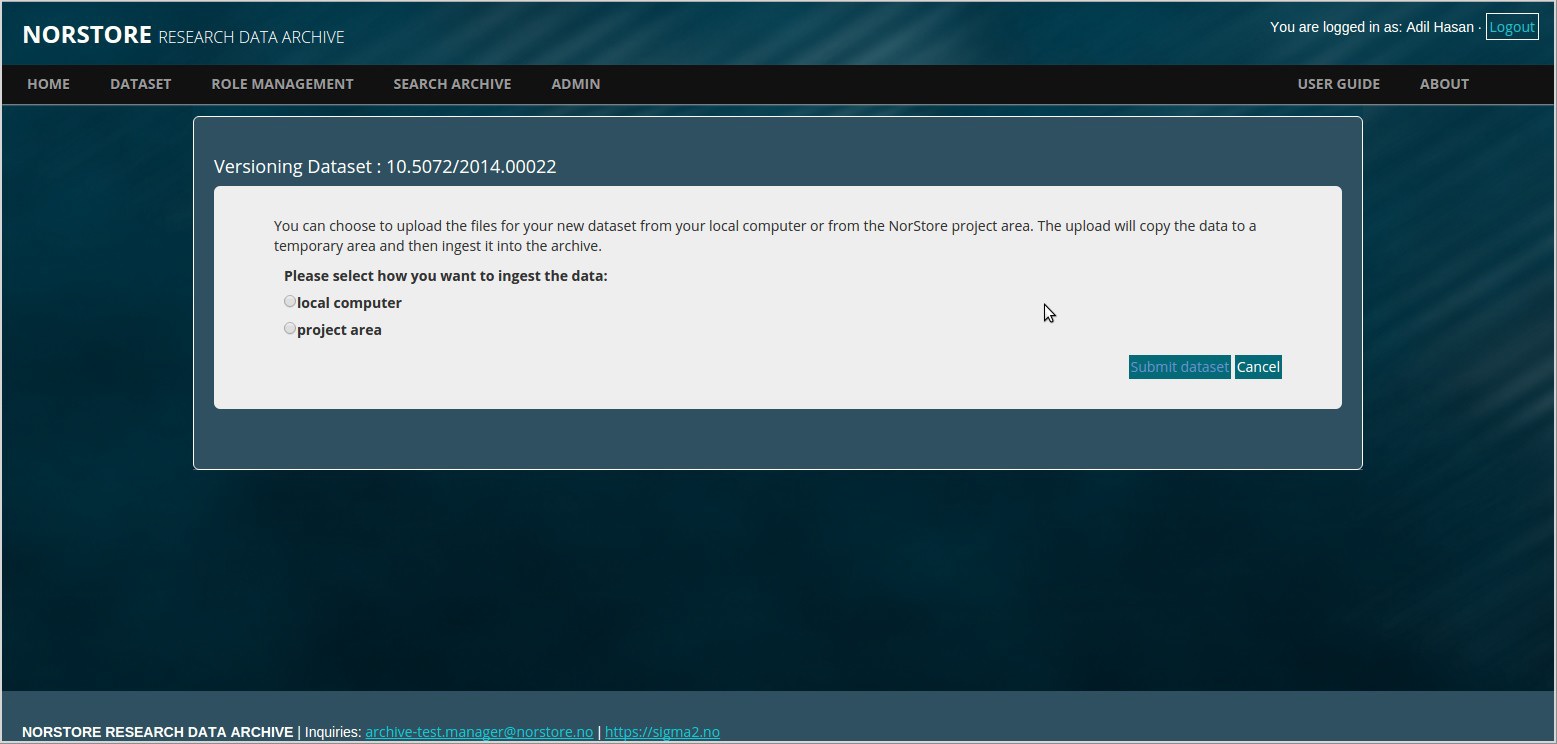 NORSTORE RESEARCH DATA ARCHIVE
You are logged in as: Adil Hasan · Logout
HOME DATASET ROLE MANAGEMENT SEARCH ARCHIVE ADMIN USER GUIDE ABOUT
Versioning Dataset : 10.5072/2014.00022
You can choose to upload the files for your new dataset from your local computer or from the NorStore project area. The upload will copy the data to a
temporary area and then ingest it into the archive.
Please select how you want to ingest the data:
local computer
project area
Submit dataset Cancel
NORSTORE RESEARCH DATA ARCHIVE | Inquiries: archive-test.manager@norstore.no | https://sigma2.no